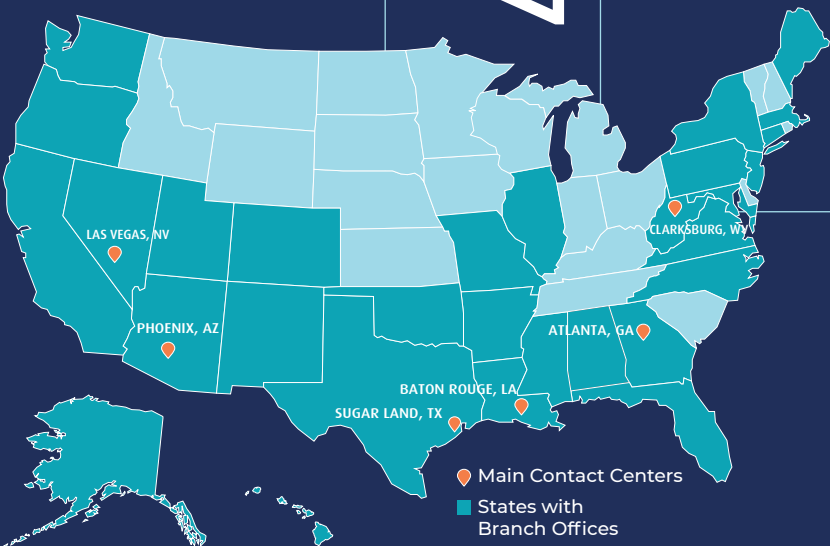 LAS VEGAS, NV
CLARKSBURG, WV
PHOENIX, AZ
ATLANTA, GA
BATON ROUGE, LA
SUGAR LAND, TX
Main Contact Centers
States with
Branch Offices